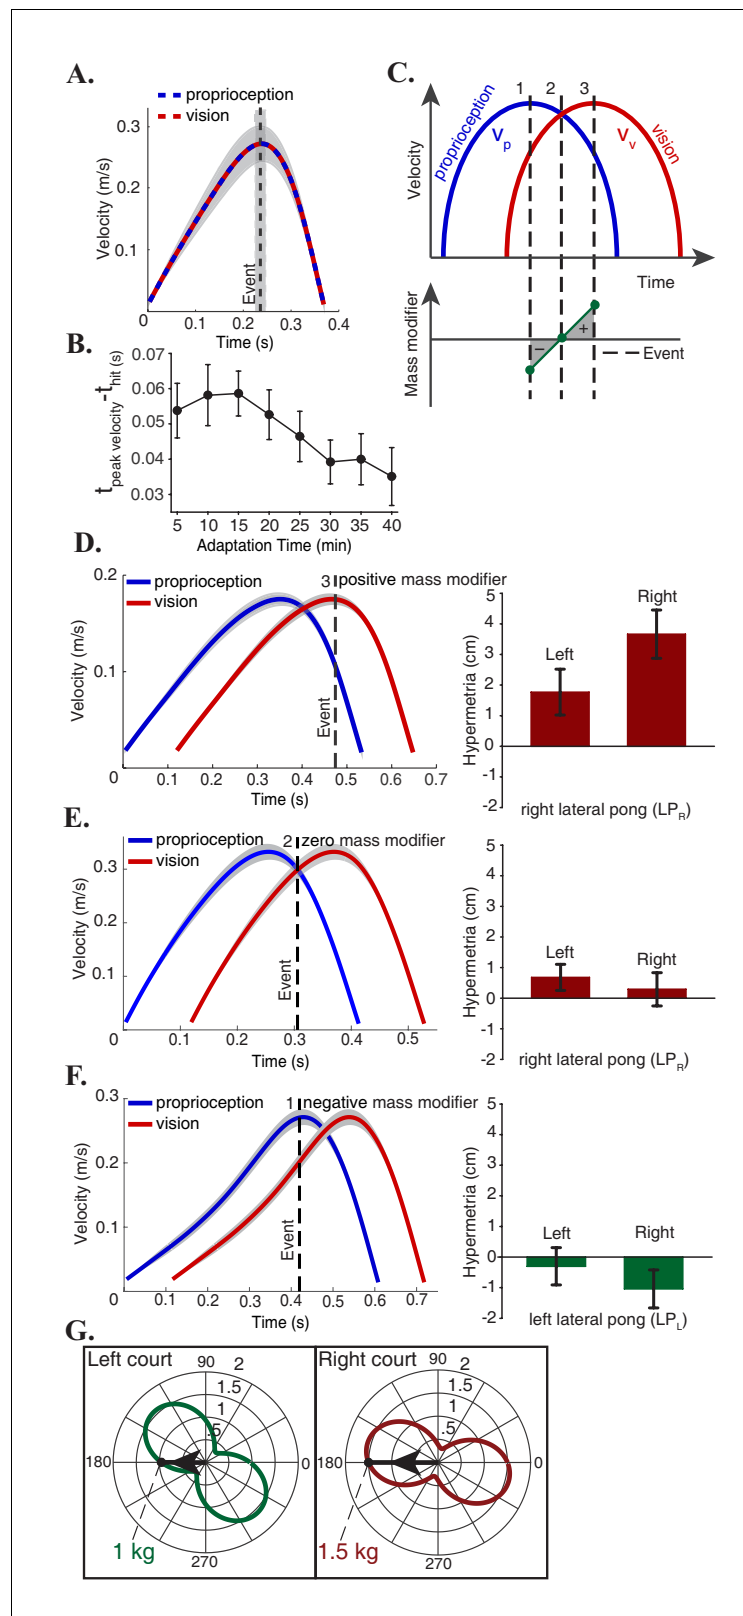 A.
proprioception
vision
Velocity (m/s)
0.3
0.2
0.1
Event
0 0.1 0.2 0.3 0.4
Time (s)
B.
t peak velocity -t hit (s)
0.07
0.06
0.05
0.04
0.03
5 10 15 20 25 30 35 40
Adaptation Time (min)
C.
1 2 3
proprioception
Vp
Vv
vision
Velocity
Time
Mass modifier
− +
Event
D.
proprioception
vision
3 positive mass modifier
Velocity (m/s)
0.2
0.1
Event
0 0.1 0.2 0.3 0.4 0.5 0.6 0.7
Time (s)
Hypermetria (cm)
5
4
3
2
1
0
-1
-2
Left
Right
right lateral pong (LPR)
E.
proprioception
vision
2 zero mass modifier
Velocity (m/s)
0.3
0.2
0.1
Event
0 0.1 0.2 0.3 0.4 0.5
Time (s)
Hypermetria (cm)
5
4
3
2
1
0
-1
-2
Left
Right
right lateral pong (LPR)
F.
proprioception
vision
1 negative mass modifier
Velocity (m/s)
0.3
0.2
0.1
Event
0 0.1 0.2 0.3 0.4 0.5 0.6 0.7
Time (s)
Hypermetria (cm)
5
4
3
2
1
0
-1
-2
Left
Right
left lateral pong (LPL)
G.
Left court
90 2
1.5
1
.5
180
0
270
1 kg
Right court
90 2
1.5
1
.5
180
0
270
1.5 kg